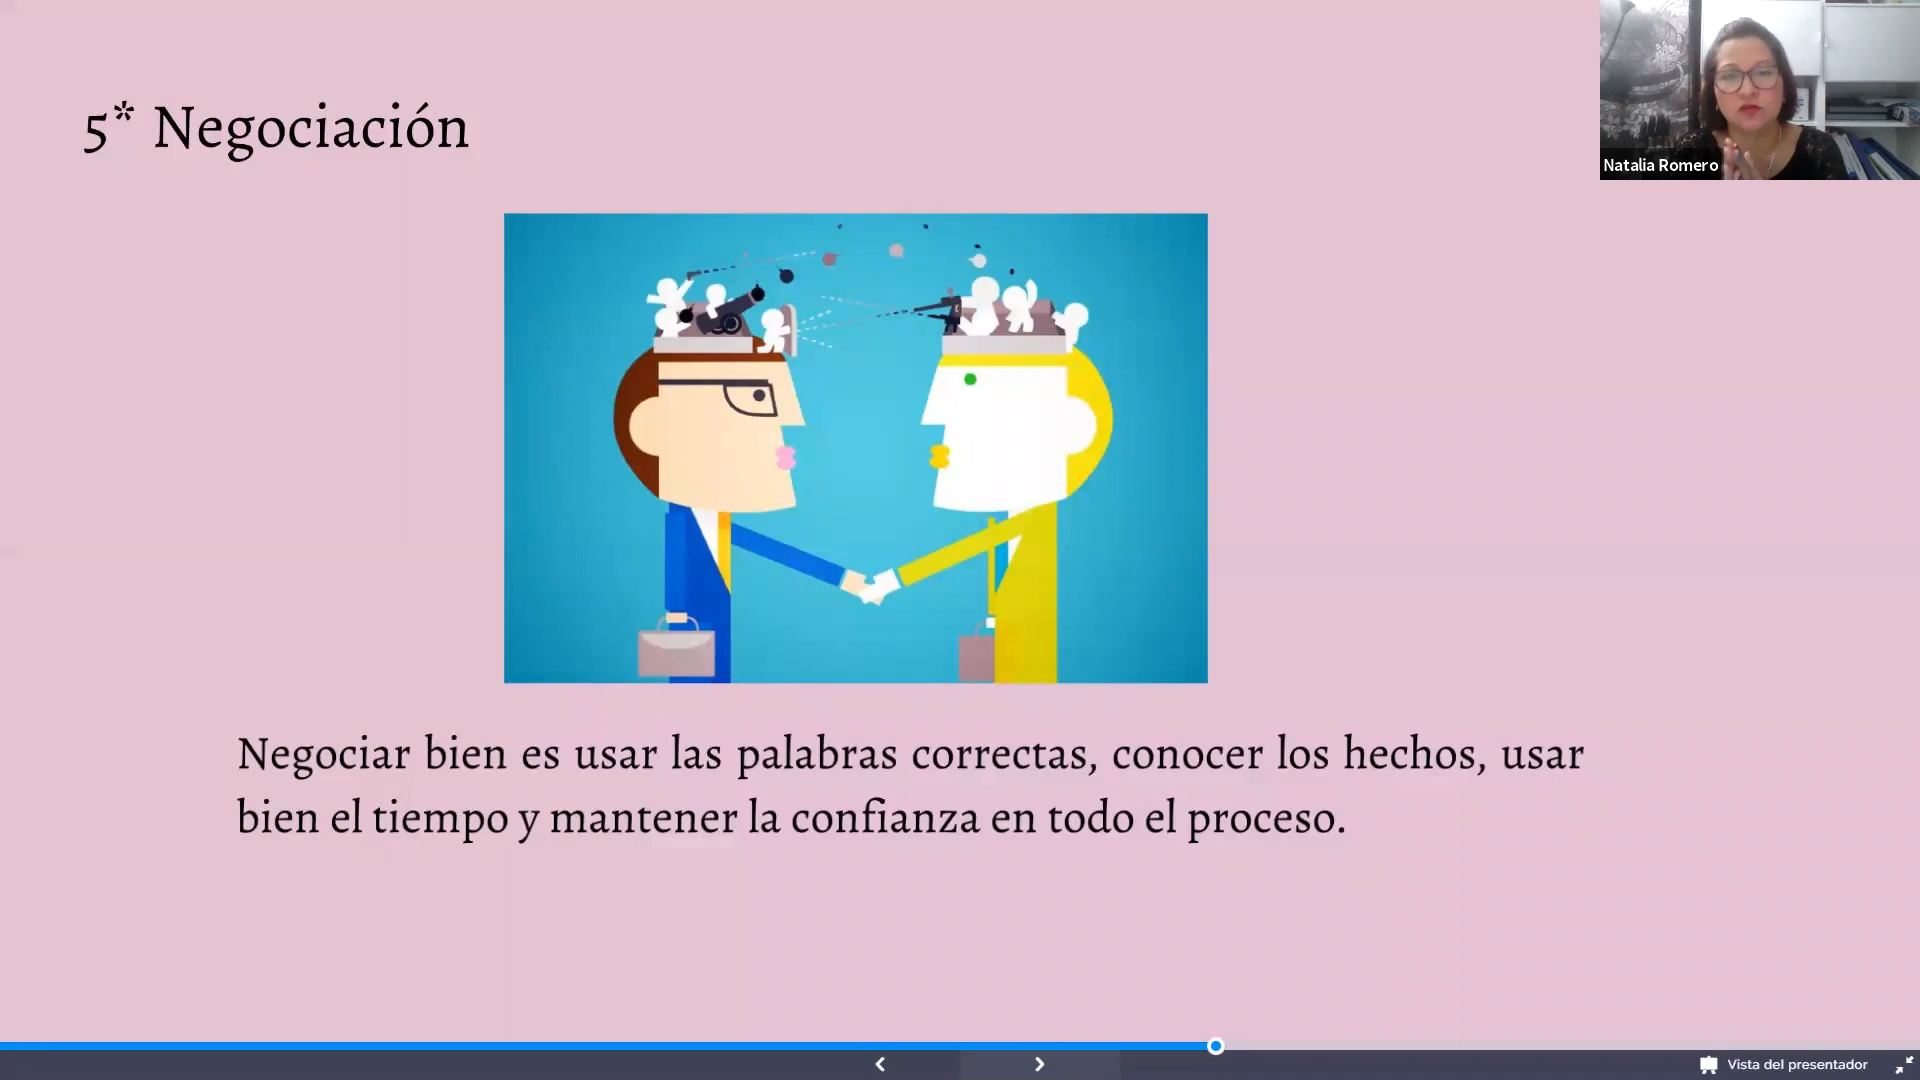 5* Negociación
Natalia Romero
Negociar bien es usar las palabras correctas, conocer los hechos, usar
bien el tiempo y mantener la confianza en todo el proceso.
Vista del presentador